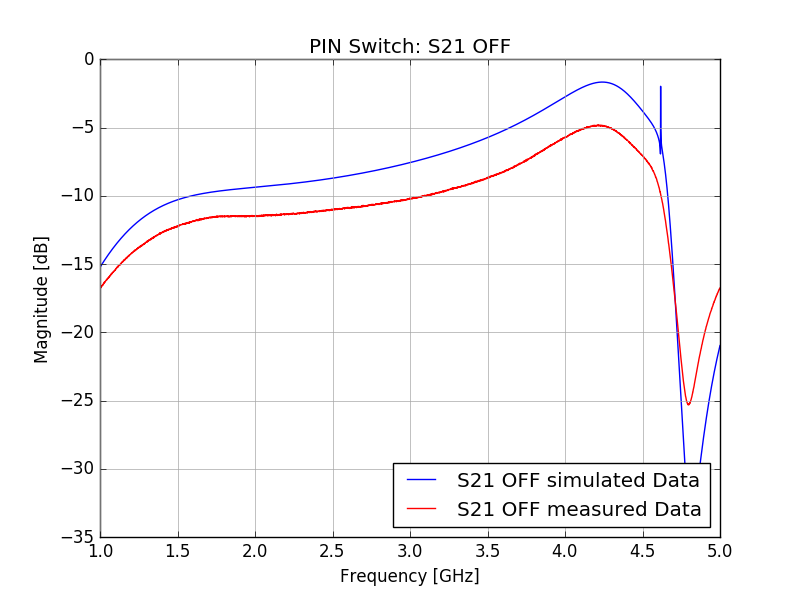 PIN Switch: S21 OFF
Magnitude [dB]
0
−5
−10
−15
−20
−25
−30
−35
S21 OFF simulated Data
S21 OFF measured Data
1.0 1.5 2.0 2.5 3.0 3.5 4.0 4.5 5.0
Frequency [GHz]